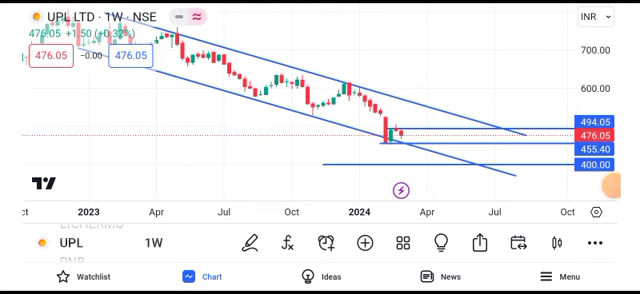 UPL LTD · 1W · NSE
INR
476.05 +1.50 (+0.32%)
476.05 −0.00 476.05
700.00
600.00
494.05
476.05
455.40
400.00
2023 Apr Jul Oct 2024 Apr Jul Oct
UPL 1W
Watchlist Chart Ideas News Menu